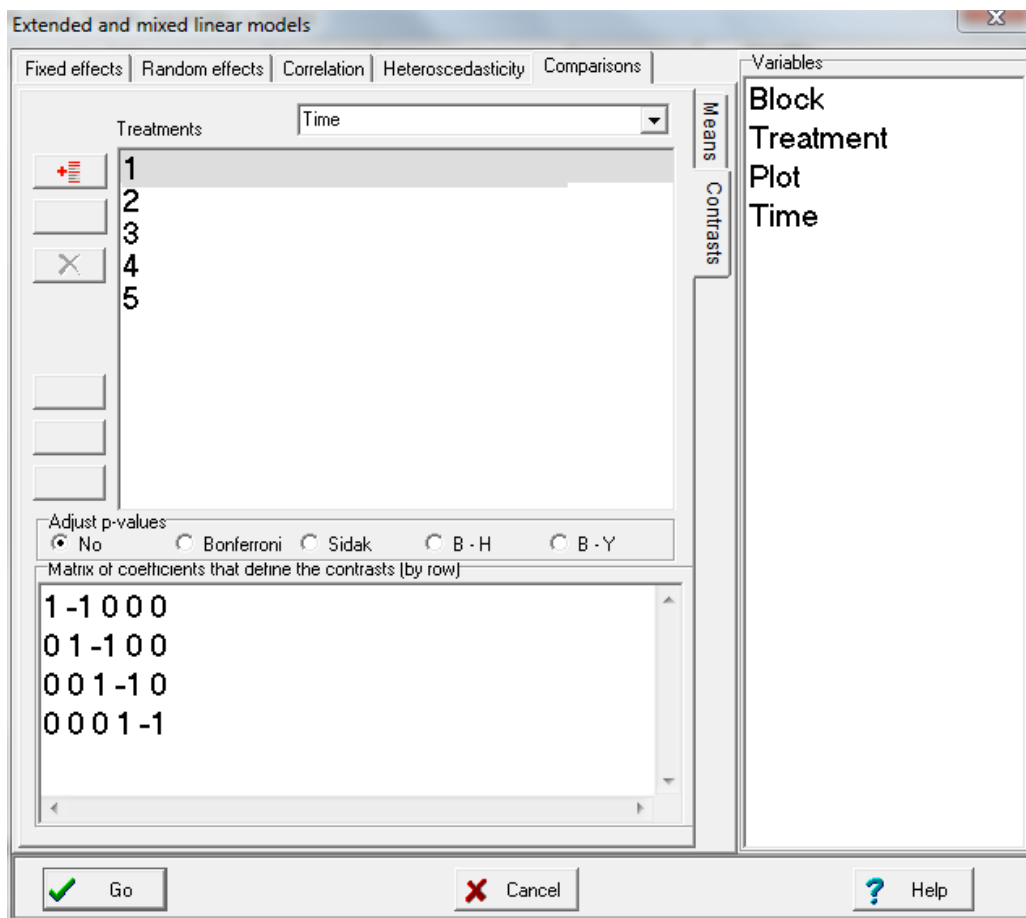 Extended and mixed linear models
Fixed effects Random effects Correlation Heteroscedasticity Comparisons
Treatments Time
1
2
3
4
5
Means
Contrasts
Adjust p-values
No Bonferroni Sidak B - H B - Y
Matrix of coefficients that define the contrasts (by row)
1 -1 0 0 0
0 1 -1 0 0
0 0 1 -1 0
0 0 0 1 -1
Variables
Block
Treatment
Plot
Time
Go Cancel Help